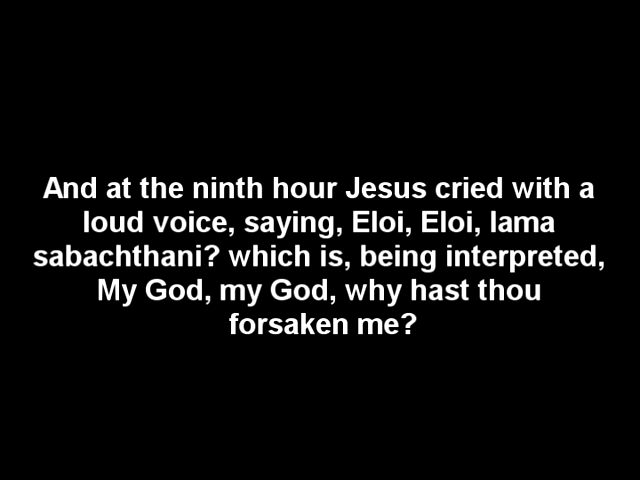 And at the ninth hour Jesus cried with a
loud voice, saying, Eloi, Eloi, lama
sabachthani? which is, being interpreted,
My God, my God, why hast thou
forsaken me?